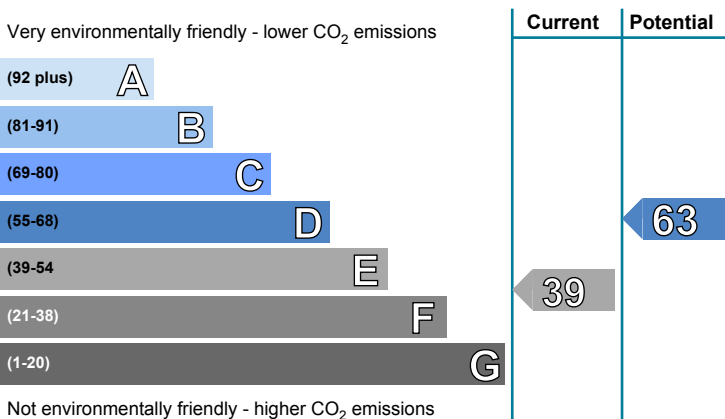 Current Potential
Very environmentally friendly - lower CO2 emissions
(92 plus) A
(81-91) B
(69-80) C
(55-68) D
63
(39-54 E
39
(21-38) F
(1-20) G
Not environmentally friendly - higher CO2 emissions